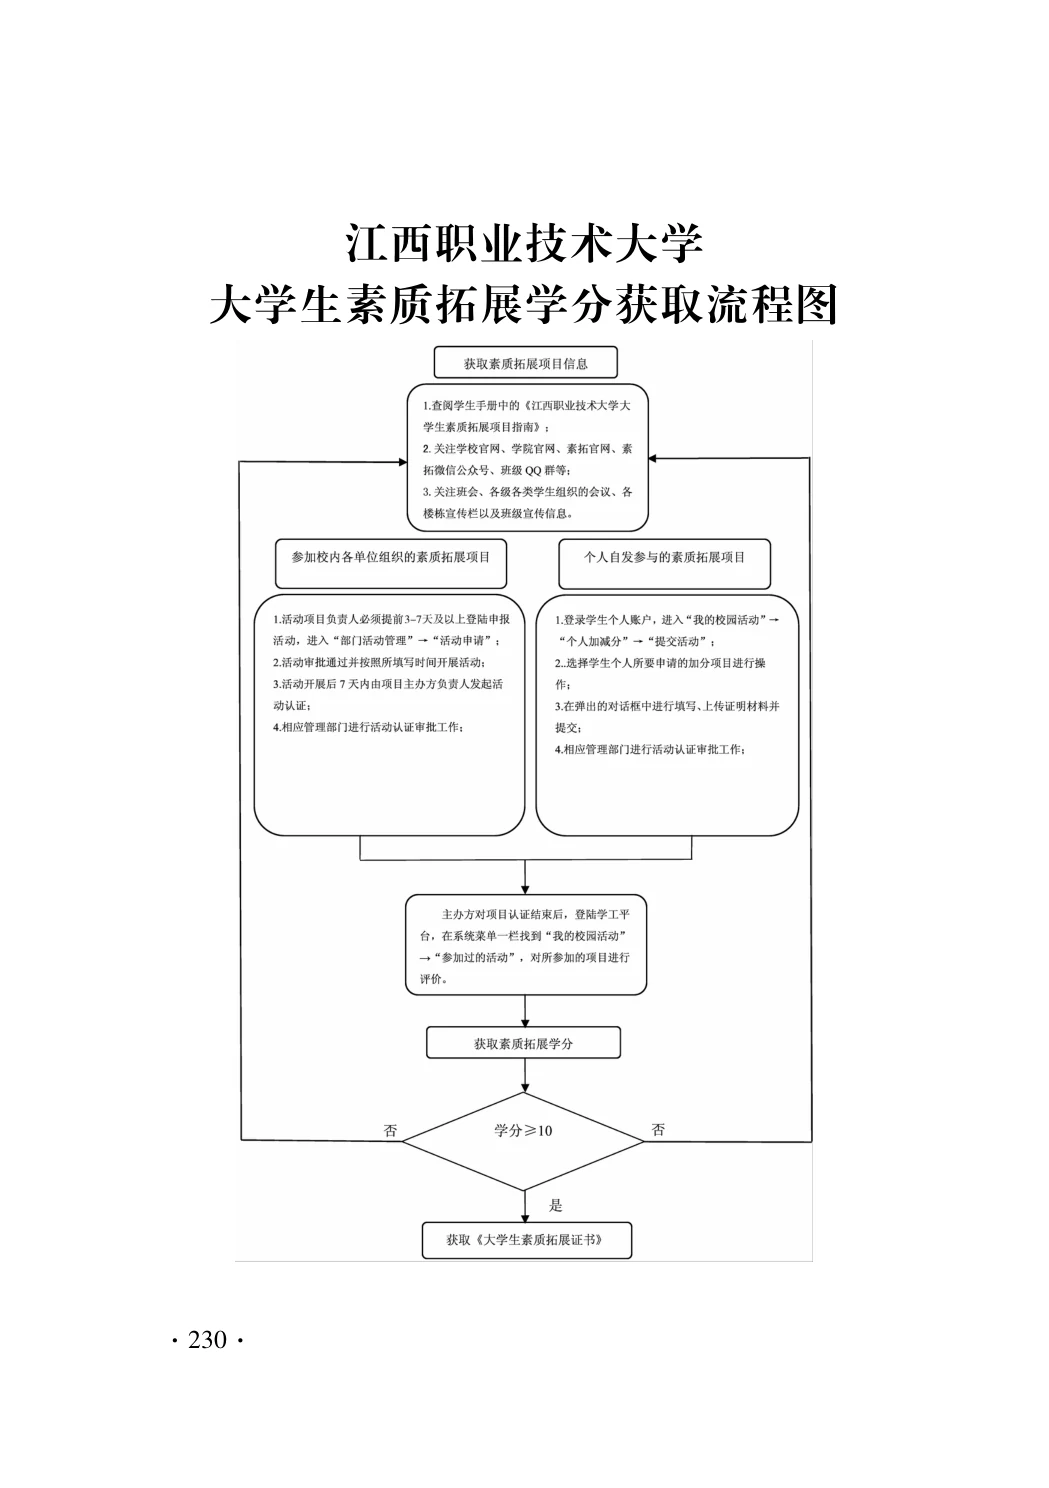 江西职业技术大学
大学生素质拓展学分获取流程图
获取素质拓展项目信息
1.查阅学生手册中的《江西职业技术大学大
学生素质拓展项目指南》;
2. 关注学校官网、学院官网、素拓官网、素
拓微信公众号、班级 QQ 群等;
3. 关注班会、各级各类学生组织的会议、各
楼栋宣传栏以及班级宣传信息。
参加校内各单位组织的素质拓展项目
1.活动项目负责人必须提前3-7天及以上登陆申报
活动，进入“部门活动管理”→“活动申请”;
2.活动审批通过并按照所填写时间开展活动;
3.活动开展后 7 天内由项目主办方负责人发起活
动认证;
4.相应管理部门进行活动认证审批工作;
个人自发参与的素质拓展项目
1.登录学生个人账户，进入“我的校园活动”→
“个人加减分”→“提交活动”;
2..选择学生个人所要申请的加分项目进行操
作;
3.在弹出的对话框中进行填写、上传证明材料并
提交;
4.相应管理部门进行活动认证审批工作;
主办方对项目认证结束后，登陆学工平
台，在系统菜单一栏找到“我的校园活动”
→“参加过的活动”，对所参加的项目进行
评价。
获取素质拓展学分
学分≥10
否
否
是
获取《大学生素质拓展证书》
·230·